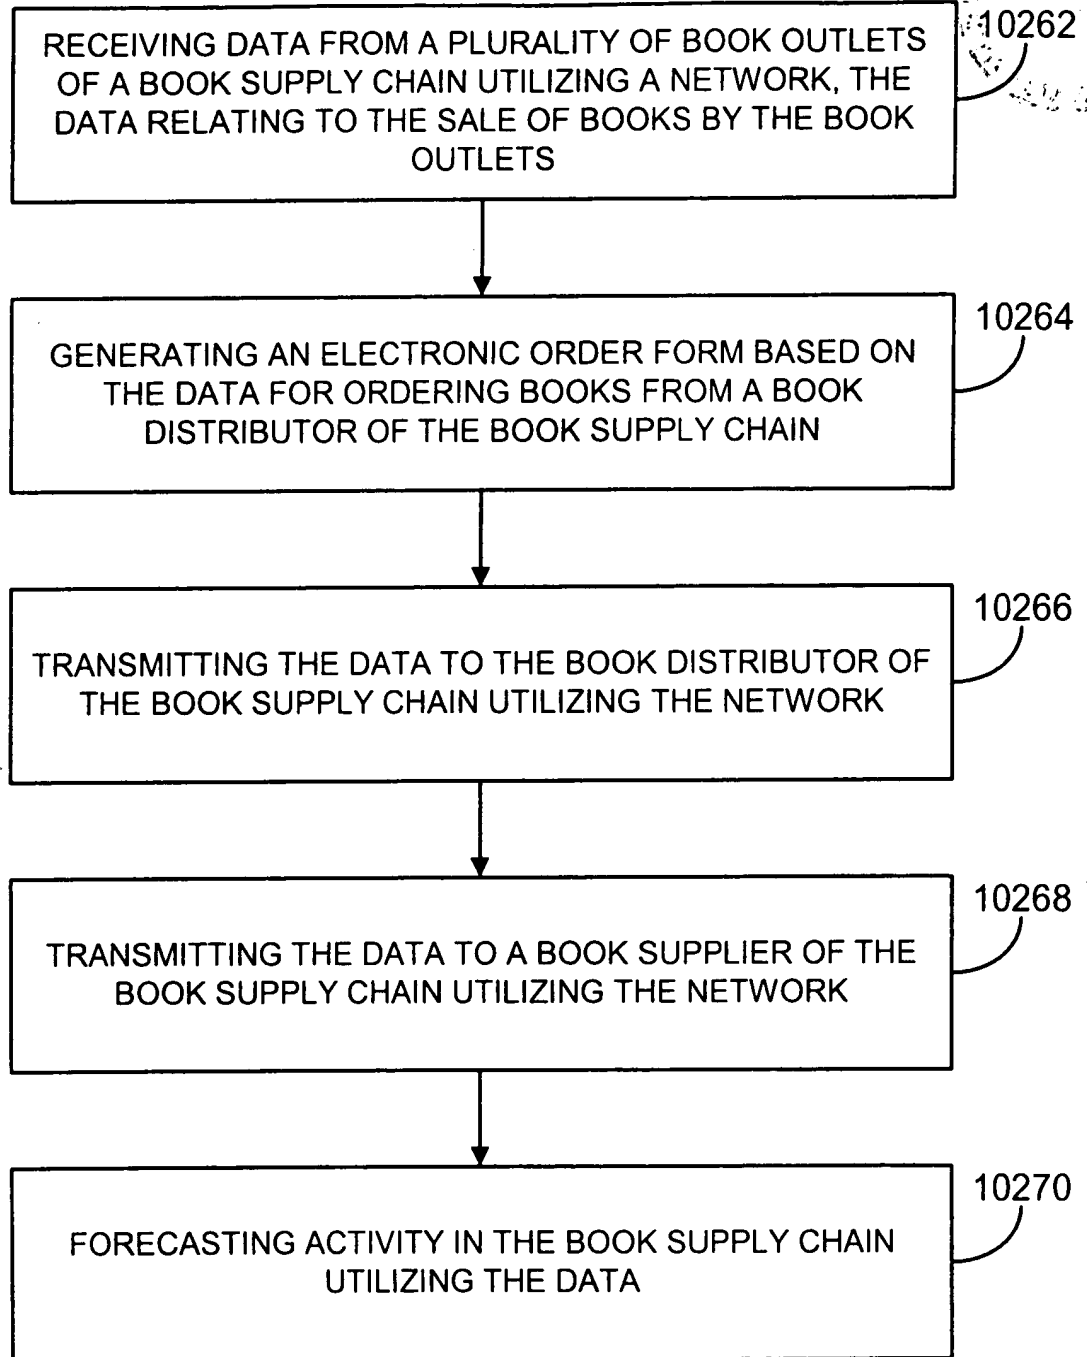 RECEIVING DATA FROM A PLURALITY OF BOOK OUTLETS
OF A BOOK SUPPLY CHAIN UTILIZING A NETWORK, THE
DATA RELATING TO THE SALE OF BOOKS BY THE BOOK
OUTLETS
10262
GENERATING AN ELECTRONIC ORDER FORM BASED ON
THE DATA FOR ORDERING BOOKS FROM A BOOK
DISTRIBUTOR OF THE BOOK SUPPLY CHAIN
10264
TRANSMITTING THE DATA TO THE BOOK DISTRIBUTOR OF
THE BOOK SUPPLY CHAIN UTILIZING THE NETWORK
10266
TRANSMITTING THE DATA TO A BOOK SUPPLIER OF THE
BOOK SUPPLY CHAIN UTILIZING THE NETWORK
10268
FORECASTING ACTIVITY IN THE BOOK SUPPLY CHAIN
UTILIZING THE DATA
10270